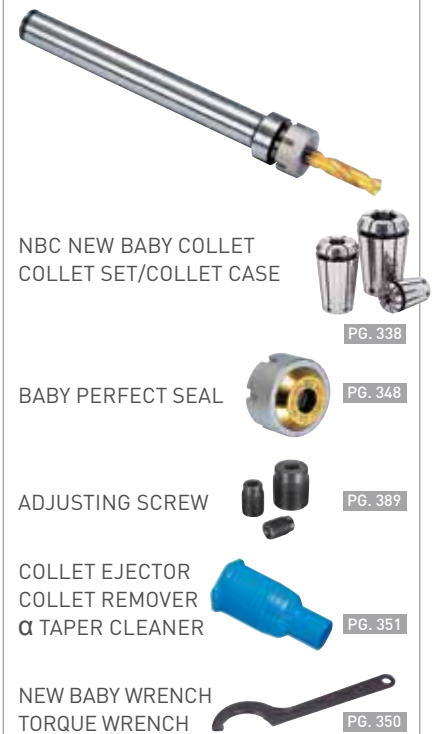 NBC NEW BABY COLLET
COLLET SET/COLLET CASE
PG. 338
BABY PERFECT SEAL
PG. 348
ADJUSTING SCREW
PG. 389
COLLET EJECTOR
COLLET REMOVER
α TAPER CLEANER
PG. 351
NEW BABY WRENCH
TORQUE WRENCH
PG. 350